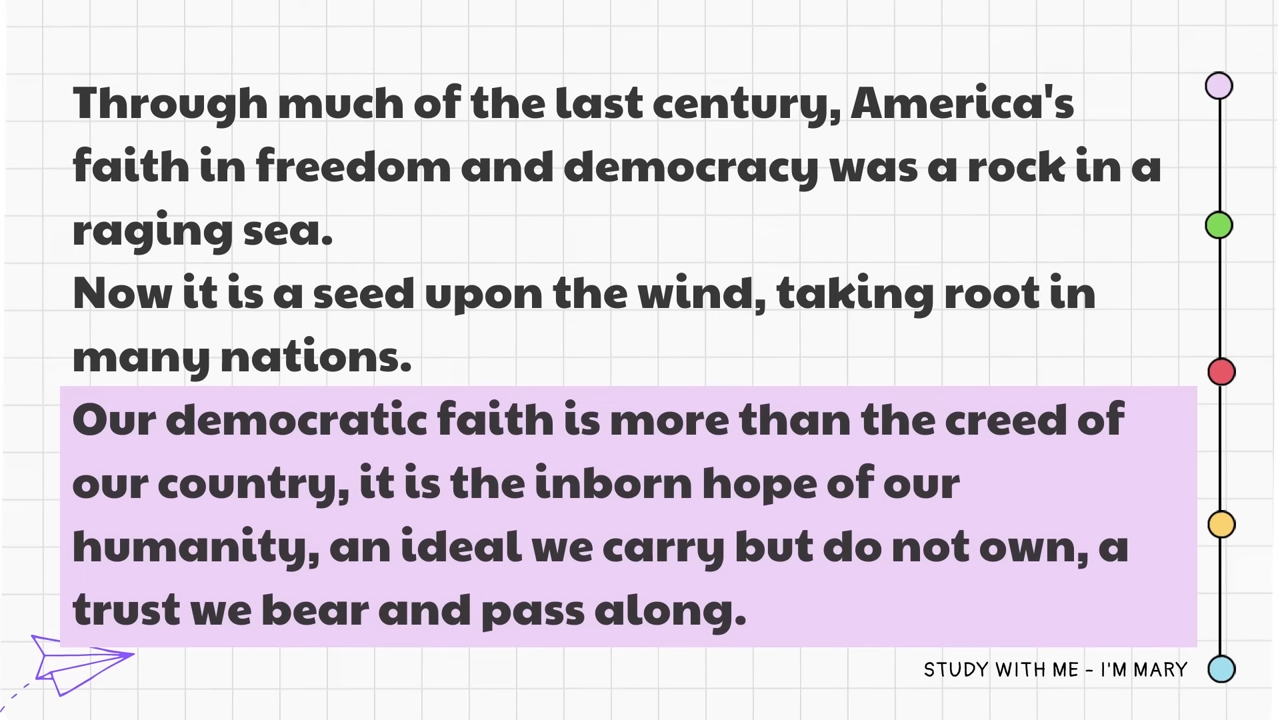 Through much of the last century, America's
faith in freedom and democracy was a rock in a
raging sea.
Now it is a seed upon the wind, taking root in
many nations.
Our democratic faith is more than the creed of
our country, it is the inborn hope of our
humanity, an ideal we carry but do not own, a
trust we bear and pass along.
STUDY WITH ME - I'M MARY